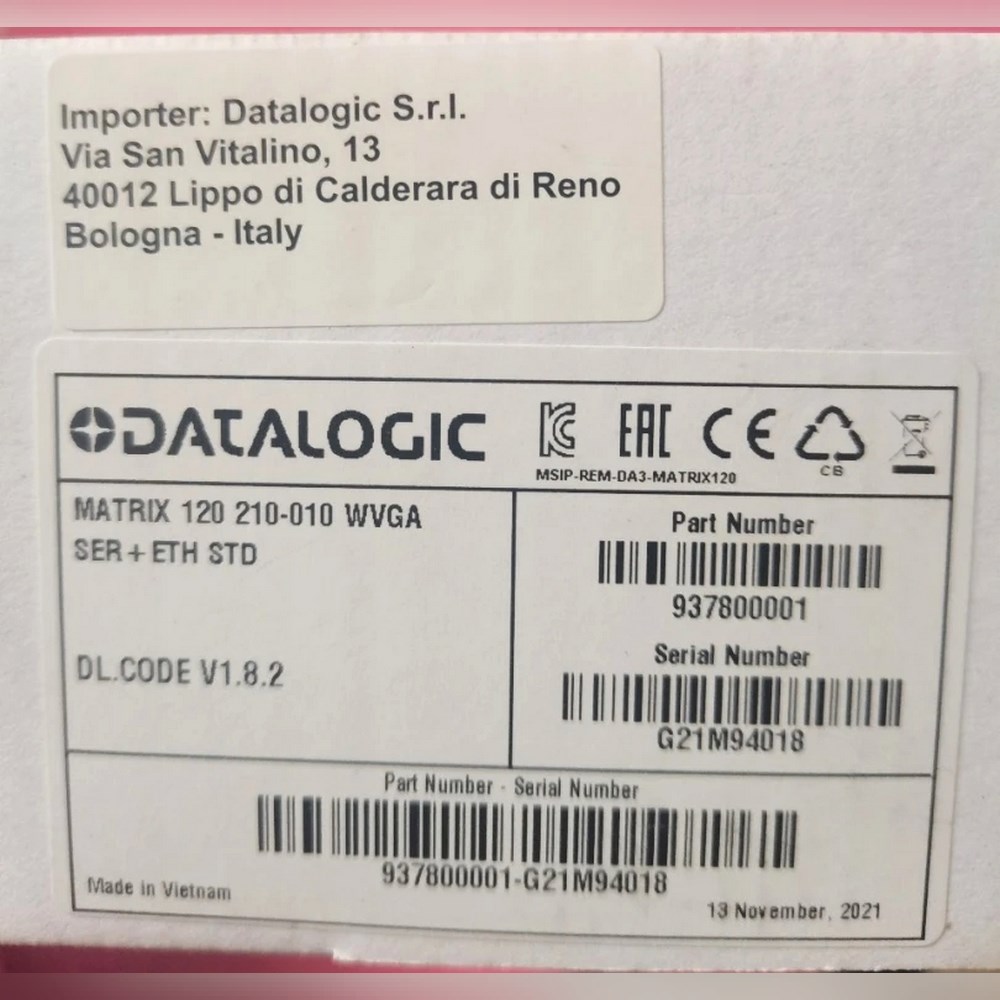 Importer: Datalogic S.r.l.
Via San Vitalino, 13
40012 Lippo di Calderara di Reno
Bologna - Italy
DATALOGIC
EAC CE
CB
MSIP-REM-DA3-MATRIX120
MATRIX 120 210-010 WVGA
SER+ETH STD
DL.CODE V1.8.2
Part Number
937800001
Serial Number
G21M94018
Part Number - Serial Number
937800001-G21M94018
Made in Vietnam
13 November, 2021